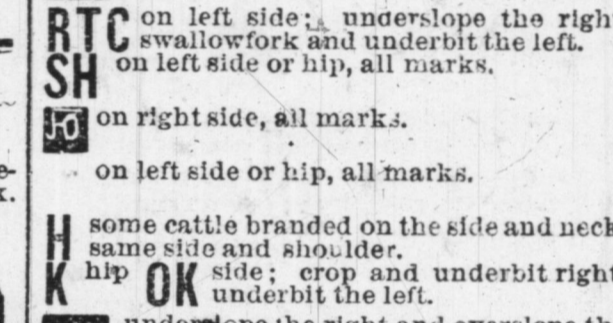 RTC on left side; underslope the righ
swallowfork and underbit the left.
SH on left side or hip, all marks.
JO on right side, all marks.
on left side or hip, all marks.
H some cattle branded on the side and neck
same side and shoulder.
K hip OK side; crop and underbit right
underbit the left.